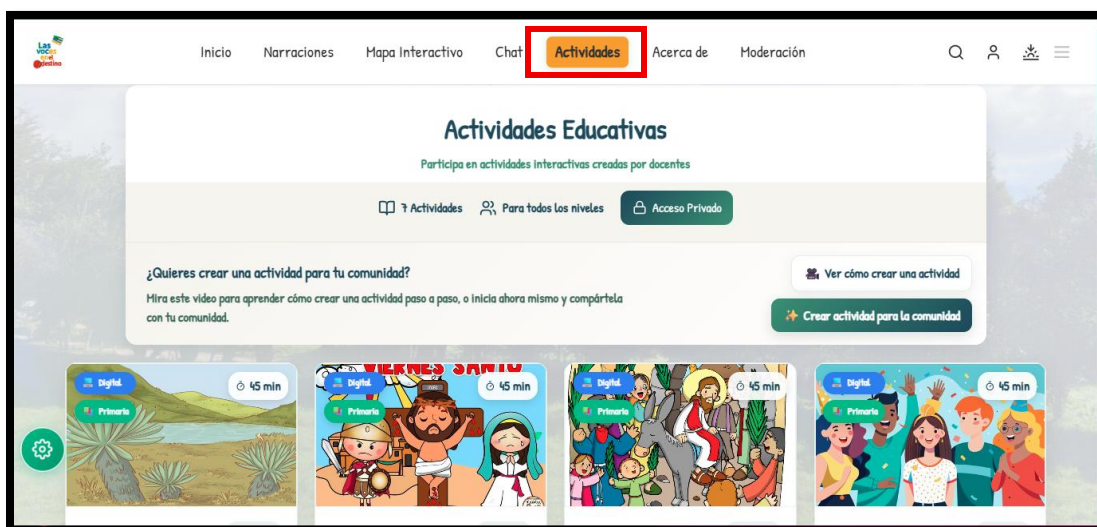 Las
voces
en el
destino
Inicio Narraciones Mapa Interactivo Chat Actividades Acerca de Moderación
Actividades Educativas
Participa en actividades interactivas creadas por docentes
7 Actividades Para todos los niveles Acceso Privado
¿Quieres crear una actividad para tu comunidad?
Mira este video para aprender cómo crear una actividad paso a paso, o inicia ahora mismo y compártela
con tu comunidad.
Ver cómo crear una actividad
Crear actividad para la comunidad
VIERNES SANTO
Digital 45 min Digital 45 min Digital 45 min Digital 45 min
Primaria Primaria Primaria Primaria